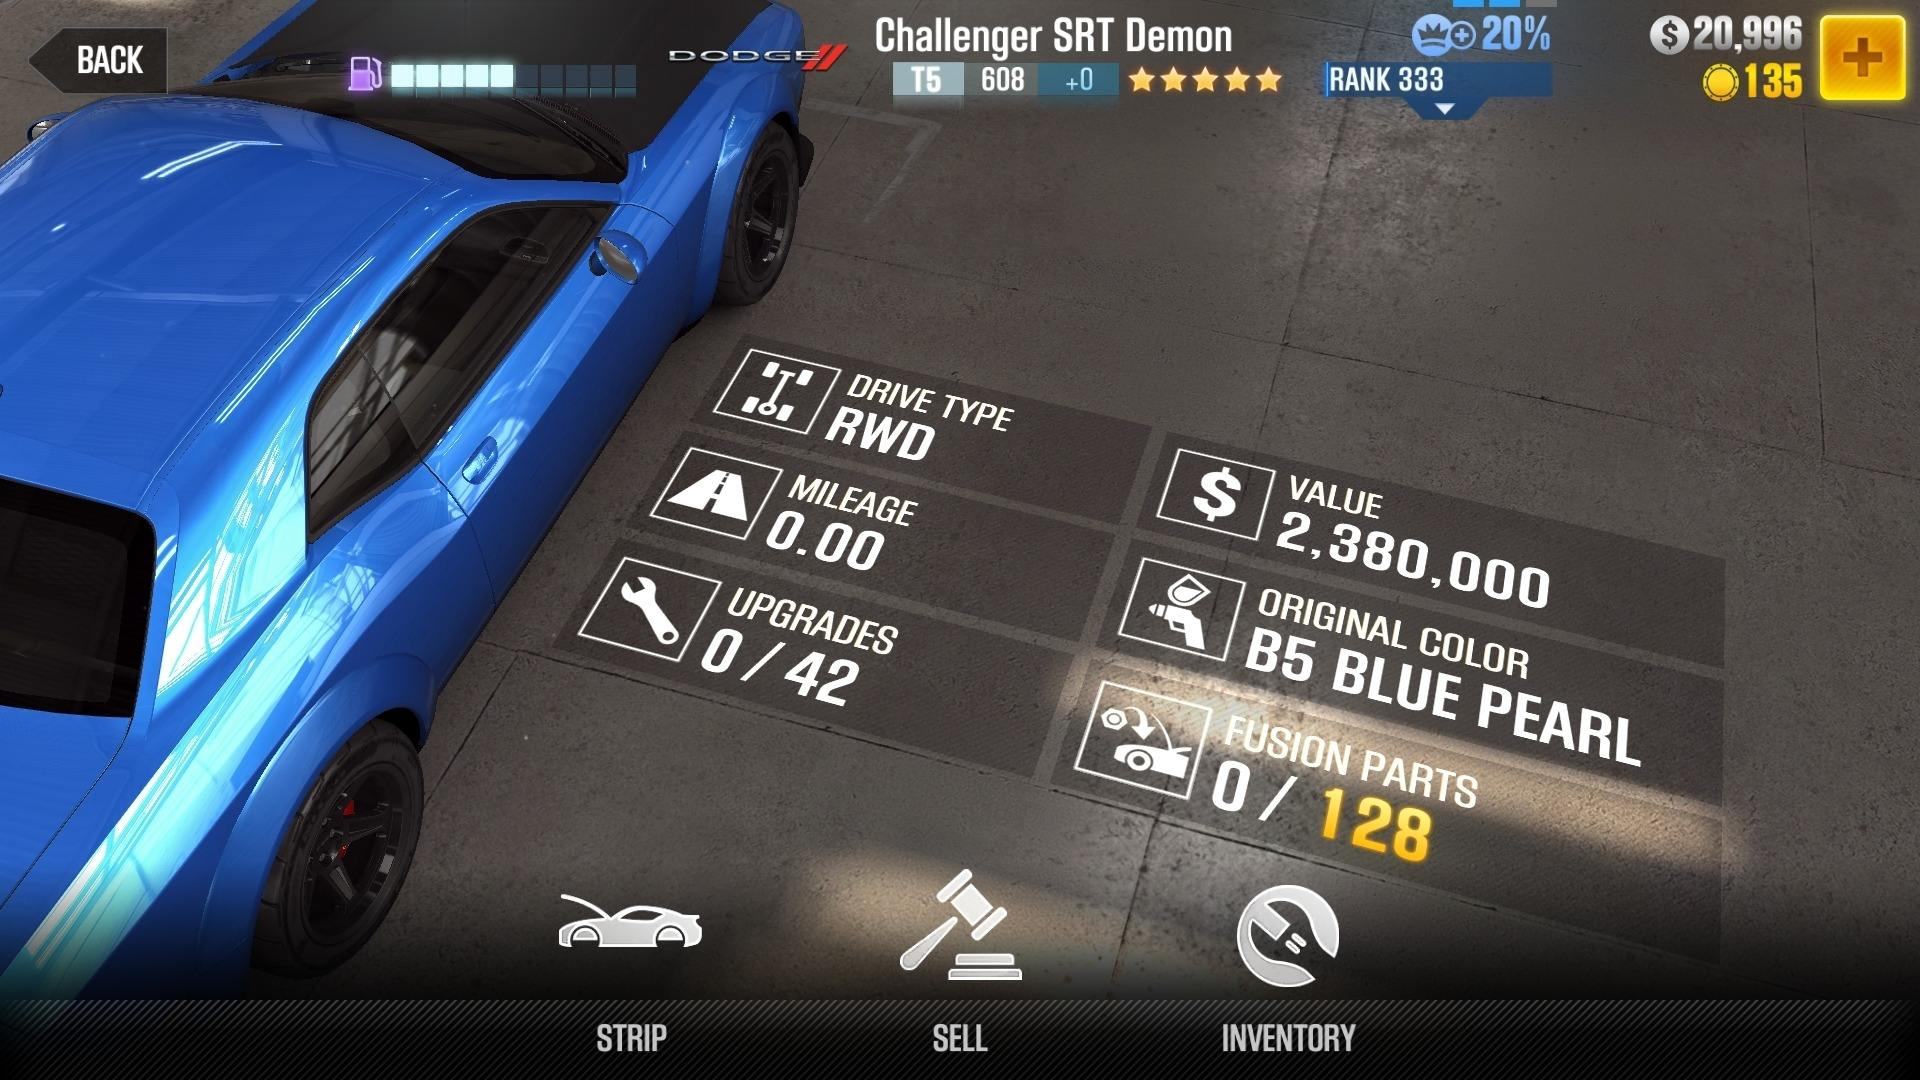 BACK
DODGE
Challenger SRT Demon
T5 608 +0
20%
RANK 333
20,996
135
DRIVE TYPE
RWD
MILEAGE
0.00
UPGRADES
0 / 42
VALUE
2,380,000
ORIGINAL COLOR
B5 BLUE PEARL
FUSION PARTS
0 / 128
STRIP
SELL
INVENTORY